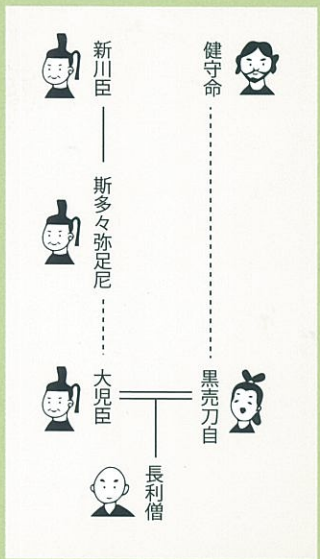 健守命
新川臣
斯多々弥足尼
黒売刀自
大児臣
長利僧